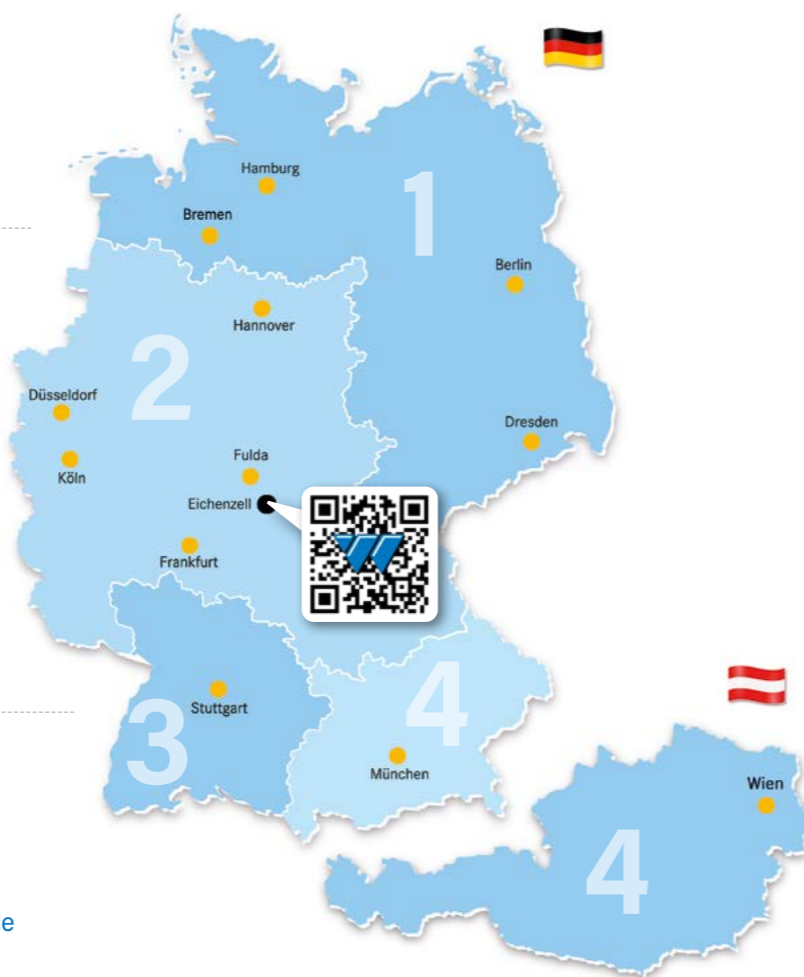 Hamburg
1
Bremen
Berlin
2
Hannover
Düsseldorf
Dresden
Köln
Fulda
Eichenzell
Frankfurt
3
Stuttgart
4
München
Wien
4
e